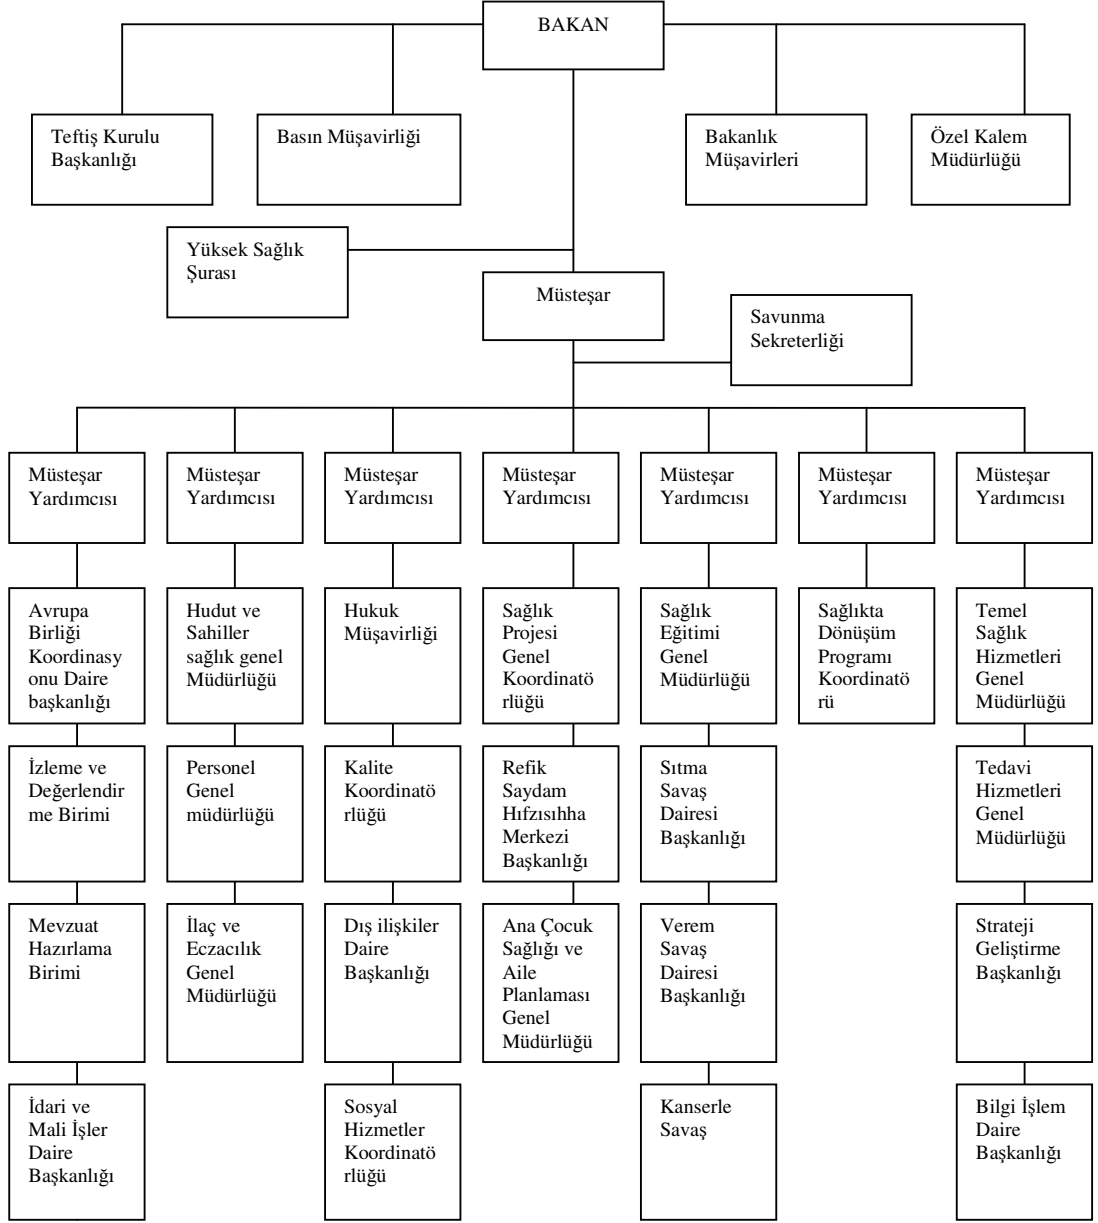 BAKAN
Teftiş Kurulu
Başkanlığı
Basın Müşavirliği
Bakanlık
Müşavirleri
Özel Kalem
Müdürlüğü
Yüksek Sağlık
Şurası
Müsteşar
Savunma
Sekreterliği
Müsteşar
Yardımcısı
Müsteşar
Yardımcısı
Müsteşar
Yardımcısı
Müsteşar
Yardımcısı
Müsteşar
Yardımcısı
Müsteşar
Yardımcısı
Müsteşar
Yardımcısı
Avrupa
Birliği
Koordinasy
onu Daire
başkanlığı
Hudut ve
Sahiller
sağlık genel
Müdürlüğü
Hukuk
Müşavirliği
Sağlık
Projesi
Genel
Koordinatö
rlüğü
Sağlık
Eğitimi
Genel
Müdürlüğü
Sağlıkta
Dönüşüm
Programı
Koordinatö
rü
Temel
Sağlık
Hizmetleri
Genel
Müdürlüğü
İzleme ve
Değerlendir
me Birimi
Personel
Genel
müdürlüğü
Kalite
Koordinatö
rlüğü
Refik
Saydam
Hıfzısıhha
Merkezi
Başkanlığı
Sıtma
Savaş
Dairesi
Başkanlığı
Tedavi
Hizmetleri
Genel
Müdürlüğü
Mevzuat
Hazırlama
Birimi
İlaç ve
Eczacılık
Genel
Müdürlüğü
Dış ilişkiler
Daire
Başkanlığı
Ana Çocuk
Sağlığı ve
Aile
Planlaması
Genel
Müdürlüğü
Verem
Savaş
Dairesi
Başkanlığı
Strateji
Geliştirme
Başkanlığı
İdari ve
Mali İşler
Daire
Başkanlığı
Sosyal
Hizmetler
Koordinatö
rlüğü
Kanserle
Savaş
Bilgi İşlem
Daire
Başkanlığı